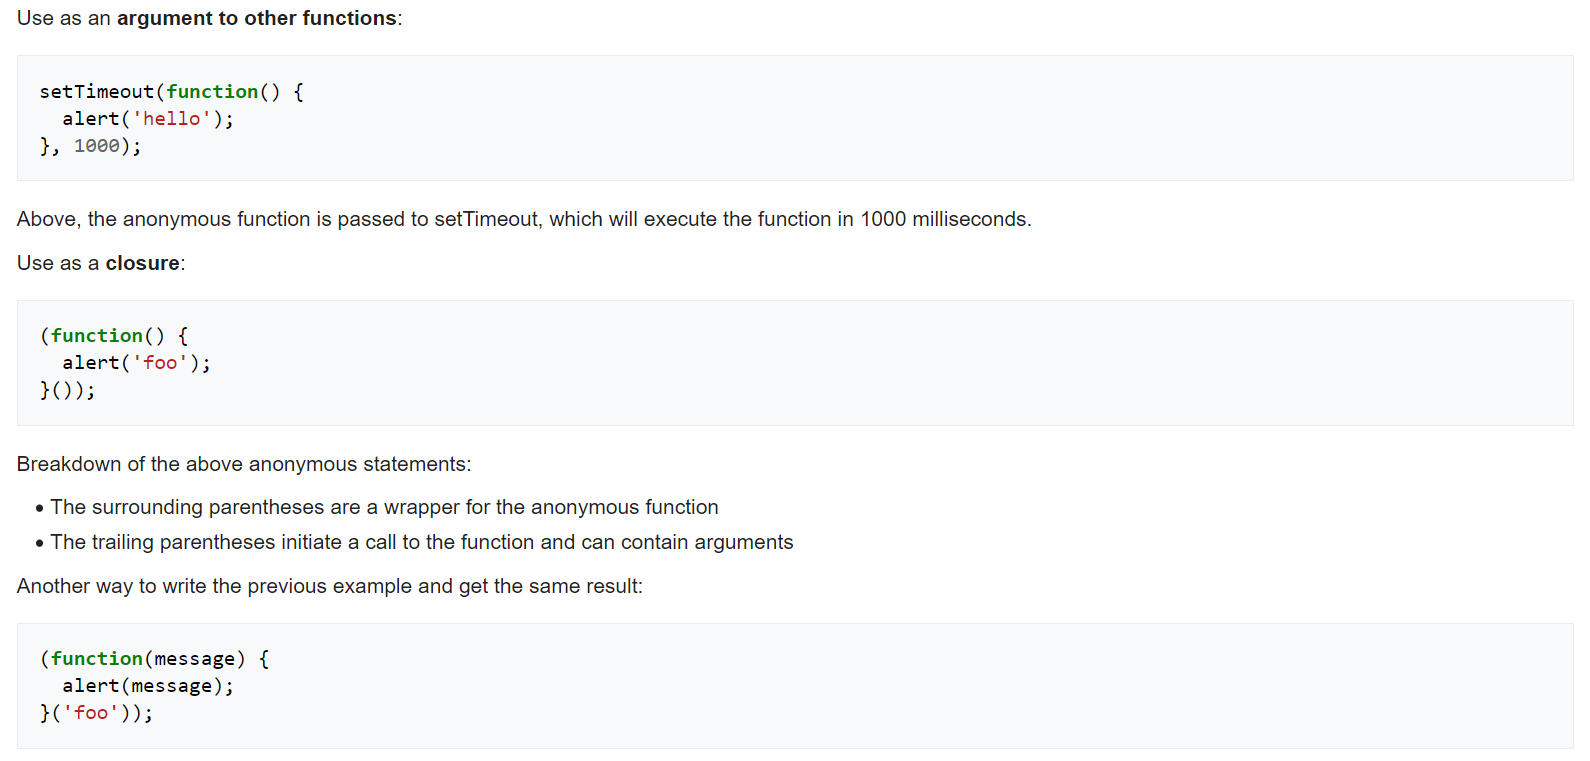 Use as an argument to other functions:
setTimeout(function() {
  alert('hello');
}, 1000);
Above, the anonymous function is passed to setTimeout, which will execute the function in 1000 milliseconds.
Use as a closure:
(function() {
  alert('foo');
}());
Breakdown of the above anonymous statements:
• The surrounding parentheses are a wrapper for the anonymous function
• The trailing parentheses initiate a call to the function and can contain arguments
Another way to write the previous example and get the same result:
(function(message) {
  alert(message);
}('foo'));